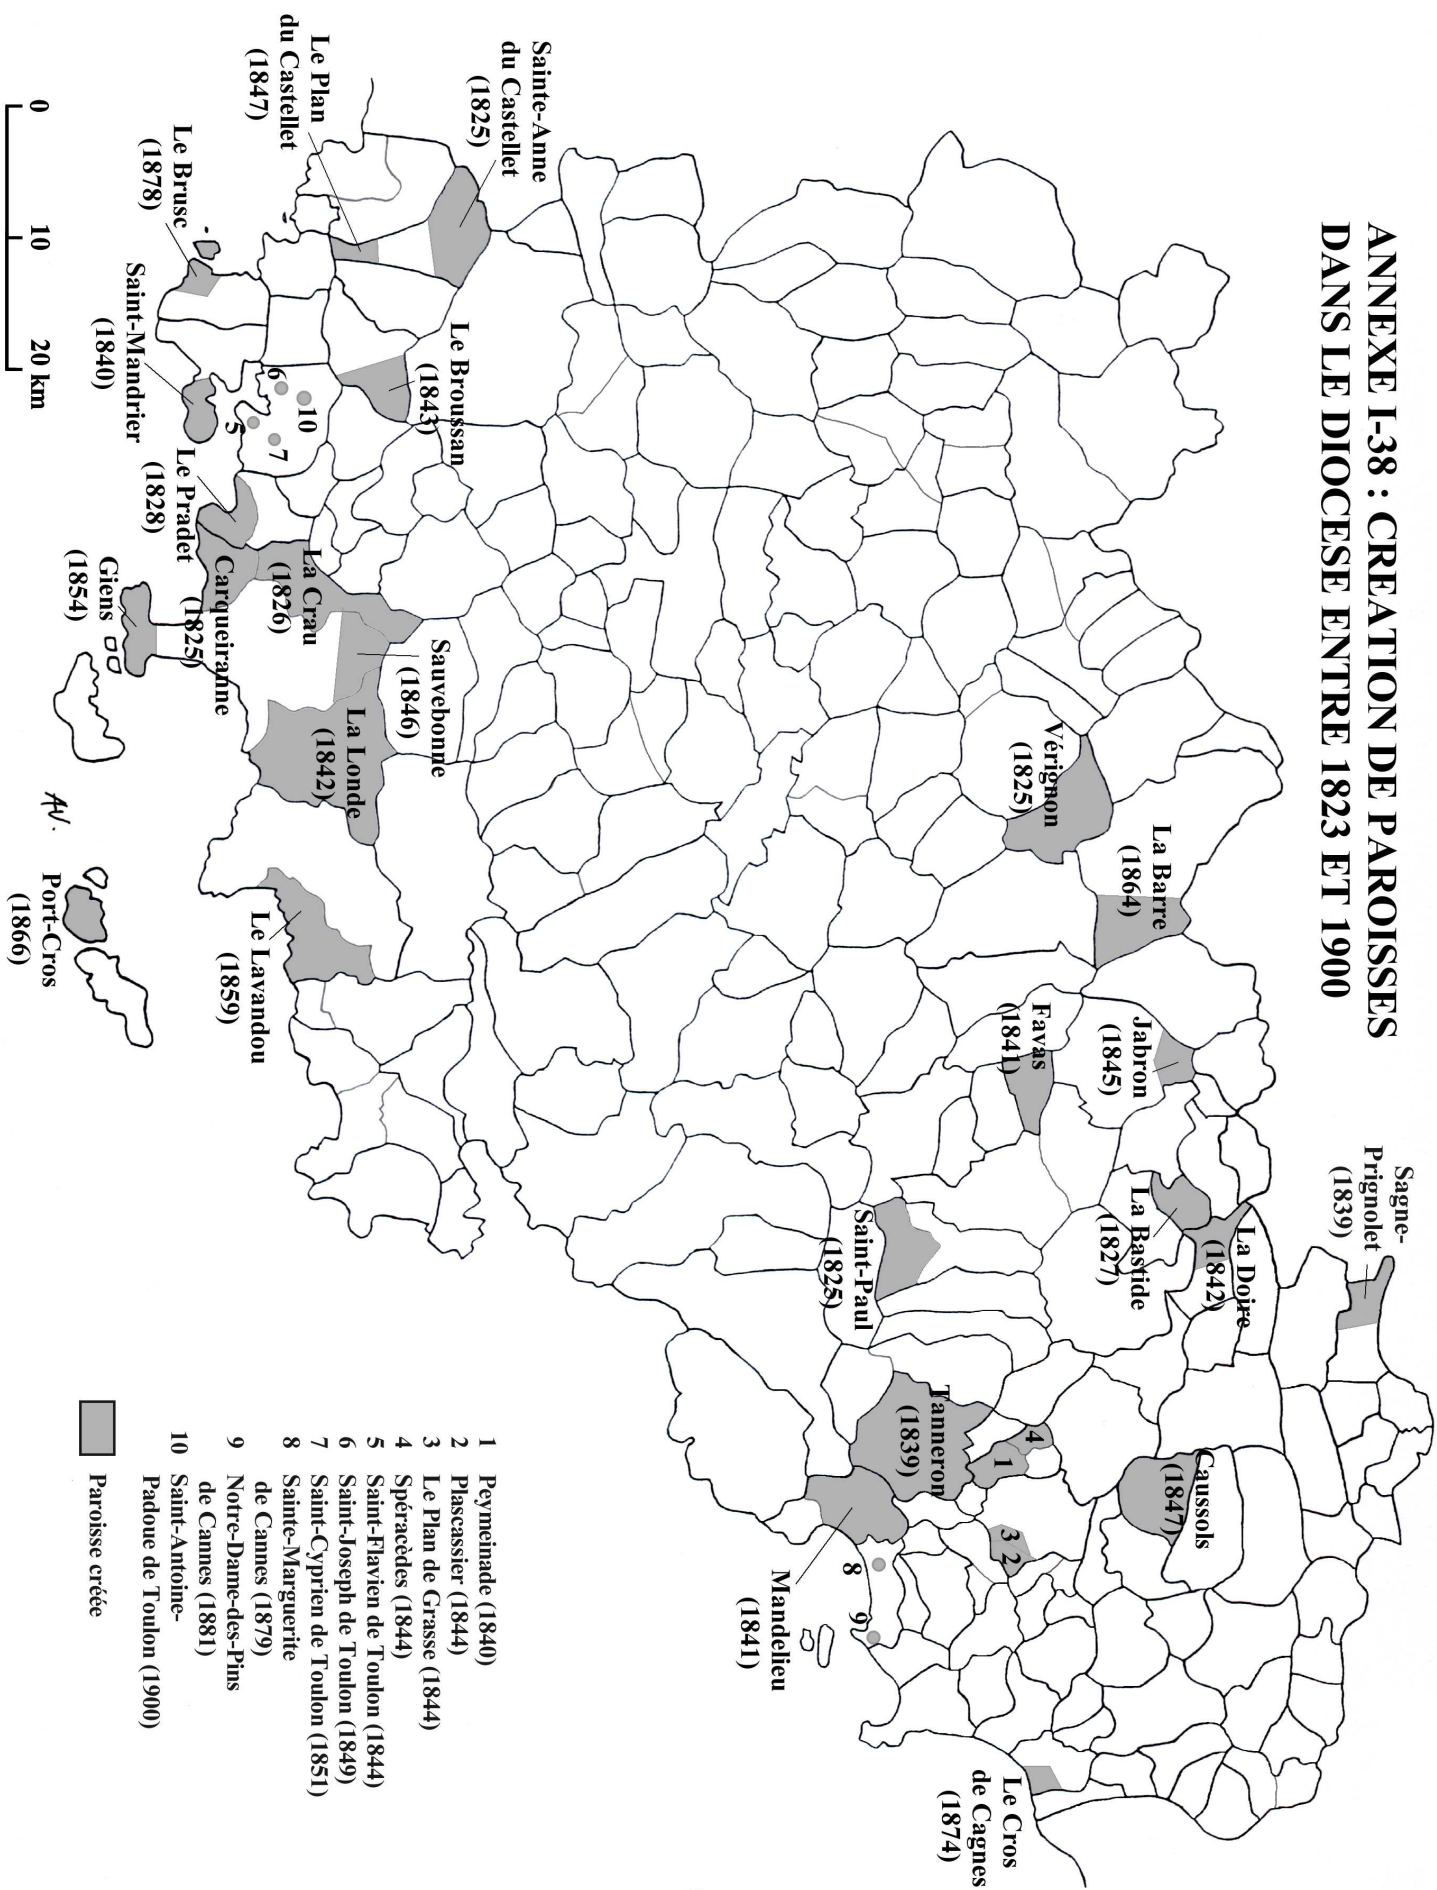 ANNEXE I-38 : CREATION DE PAROISSES
DANS LE DIOCESE ENTRE 1823 ET 1900
Sagne-
Prignolet
(1839)
La Barre
(1864)
Jabron
(1845)
La Doire
(1842)
La Bastide
(1827)
Caussols
(1847)
Vérignon
(1825)
Favas
(1841)
4
1
3
2
Tanneron
(1839)
Saint-Paul
(1825)
8
9
Mandelieu
(1841)
Le Cros
de Cagnes
(1874)
Sainte-Anne
du Castellet
(1825)
Le Plan
du Castellet
(1847)
Le Broussan
(1843)
Sauvebonne
(1846)
La Londe
(1842)
La Crau
(1826)
Carqueiranne
(1825)
6
10
5
7
Le Brusc
(1878)
Saint-Mandrier
(1840)
Le Pradet
(1828)
Giens
(1854)
Le Lavandou
(1859)
Port-Cros
(1866)
AV.
0
10
20 km
1 Peymeinade (1840)
2 Plascassier (1844)
3 Le Plan de Grasse (1844)
4 Spéracèdes (1844)
5 Saint-Flavien de Toulon (1844)
6 Saint-Joseph de Toulon (1849)
7 Saint-Cyprien de Toulon (1851)
8 Sainte-Marguerite
de Cannes (1879)
9 Notre-Dame-des-Pins
de Cannes (1881)
10 Saint-Antoine-
Padoue de Toulon (1900)
Paroisse créée